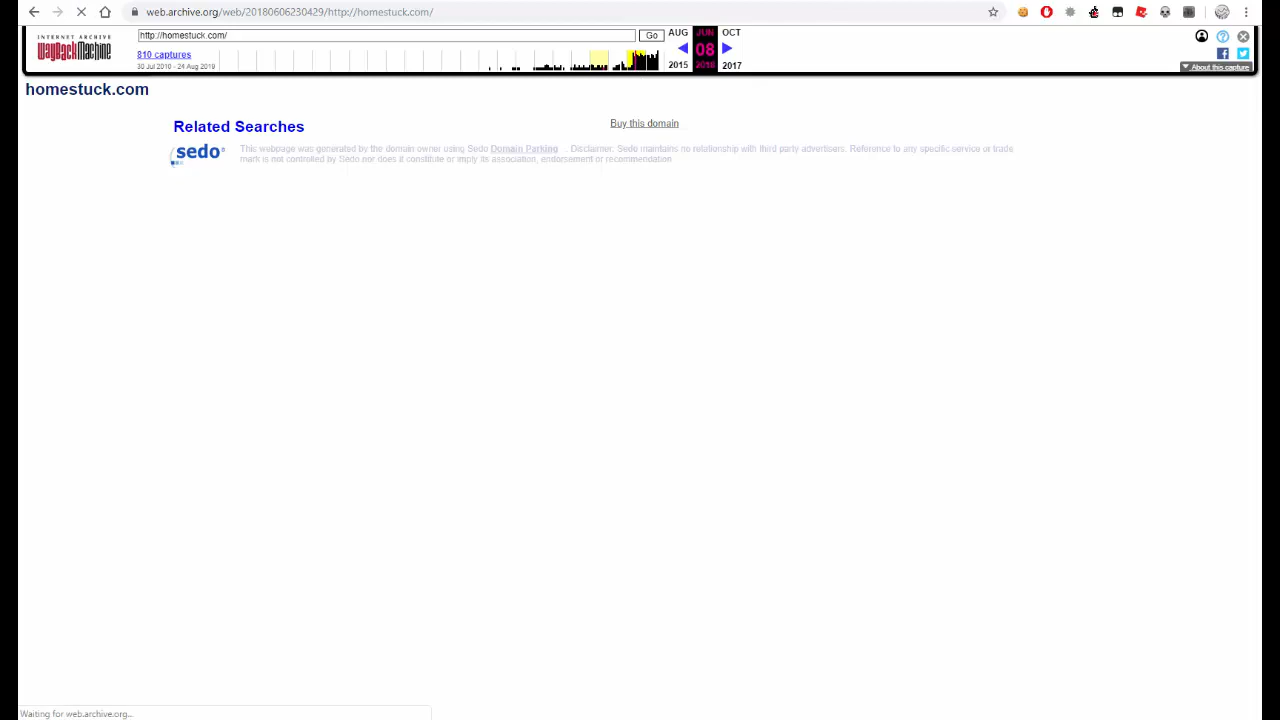 web.archive.org/web/20180606230429/http://homestuck.com/
INTERNET ARCHIVE
WayBackMachine
http://homestuck.com/
Go
AUG
JUN
OCT
810 captures
08
30 Jul 2010 - 24 Aug 2019
2015
2016
2017
About this capture
homestuck.com
Related Searches
Buy this domain
sedo
This webpage was generated by the domain owner using Sedo Domain Parking . Disclaimer: Sedo maintains no relationship with third party advertisers. Reference to any specific service or trade
mark is not controlled by Sedo nor does it constitute or imply its association, endorsement or recommendation
Waiting for web.archive.org...